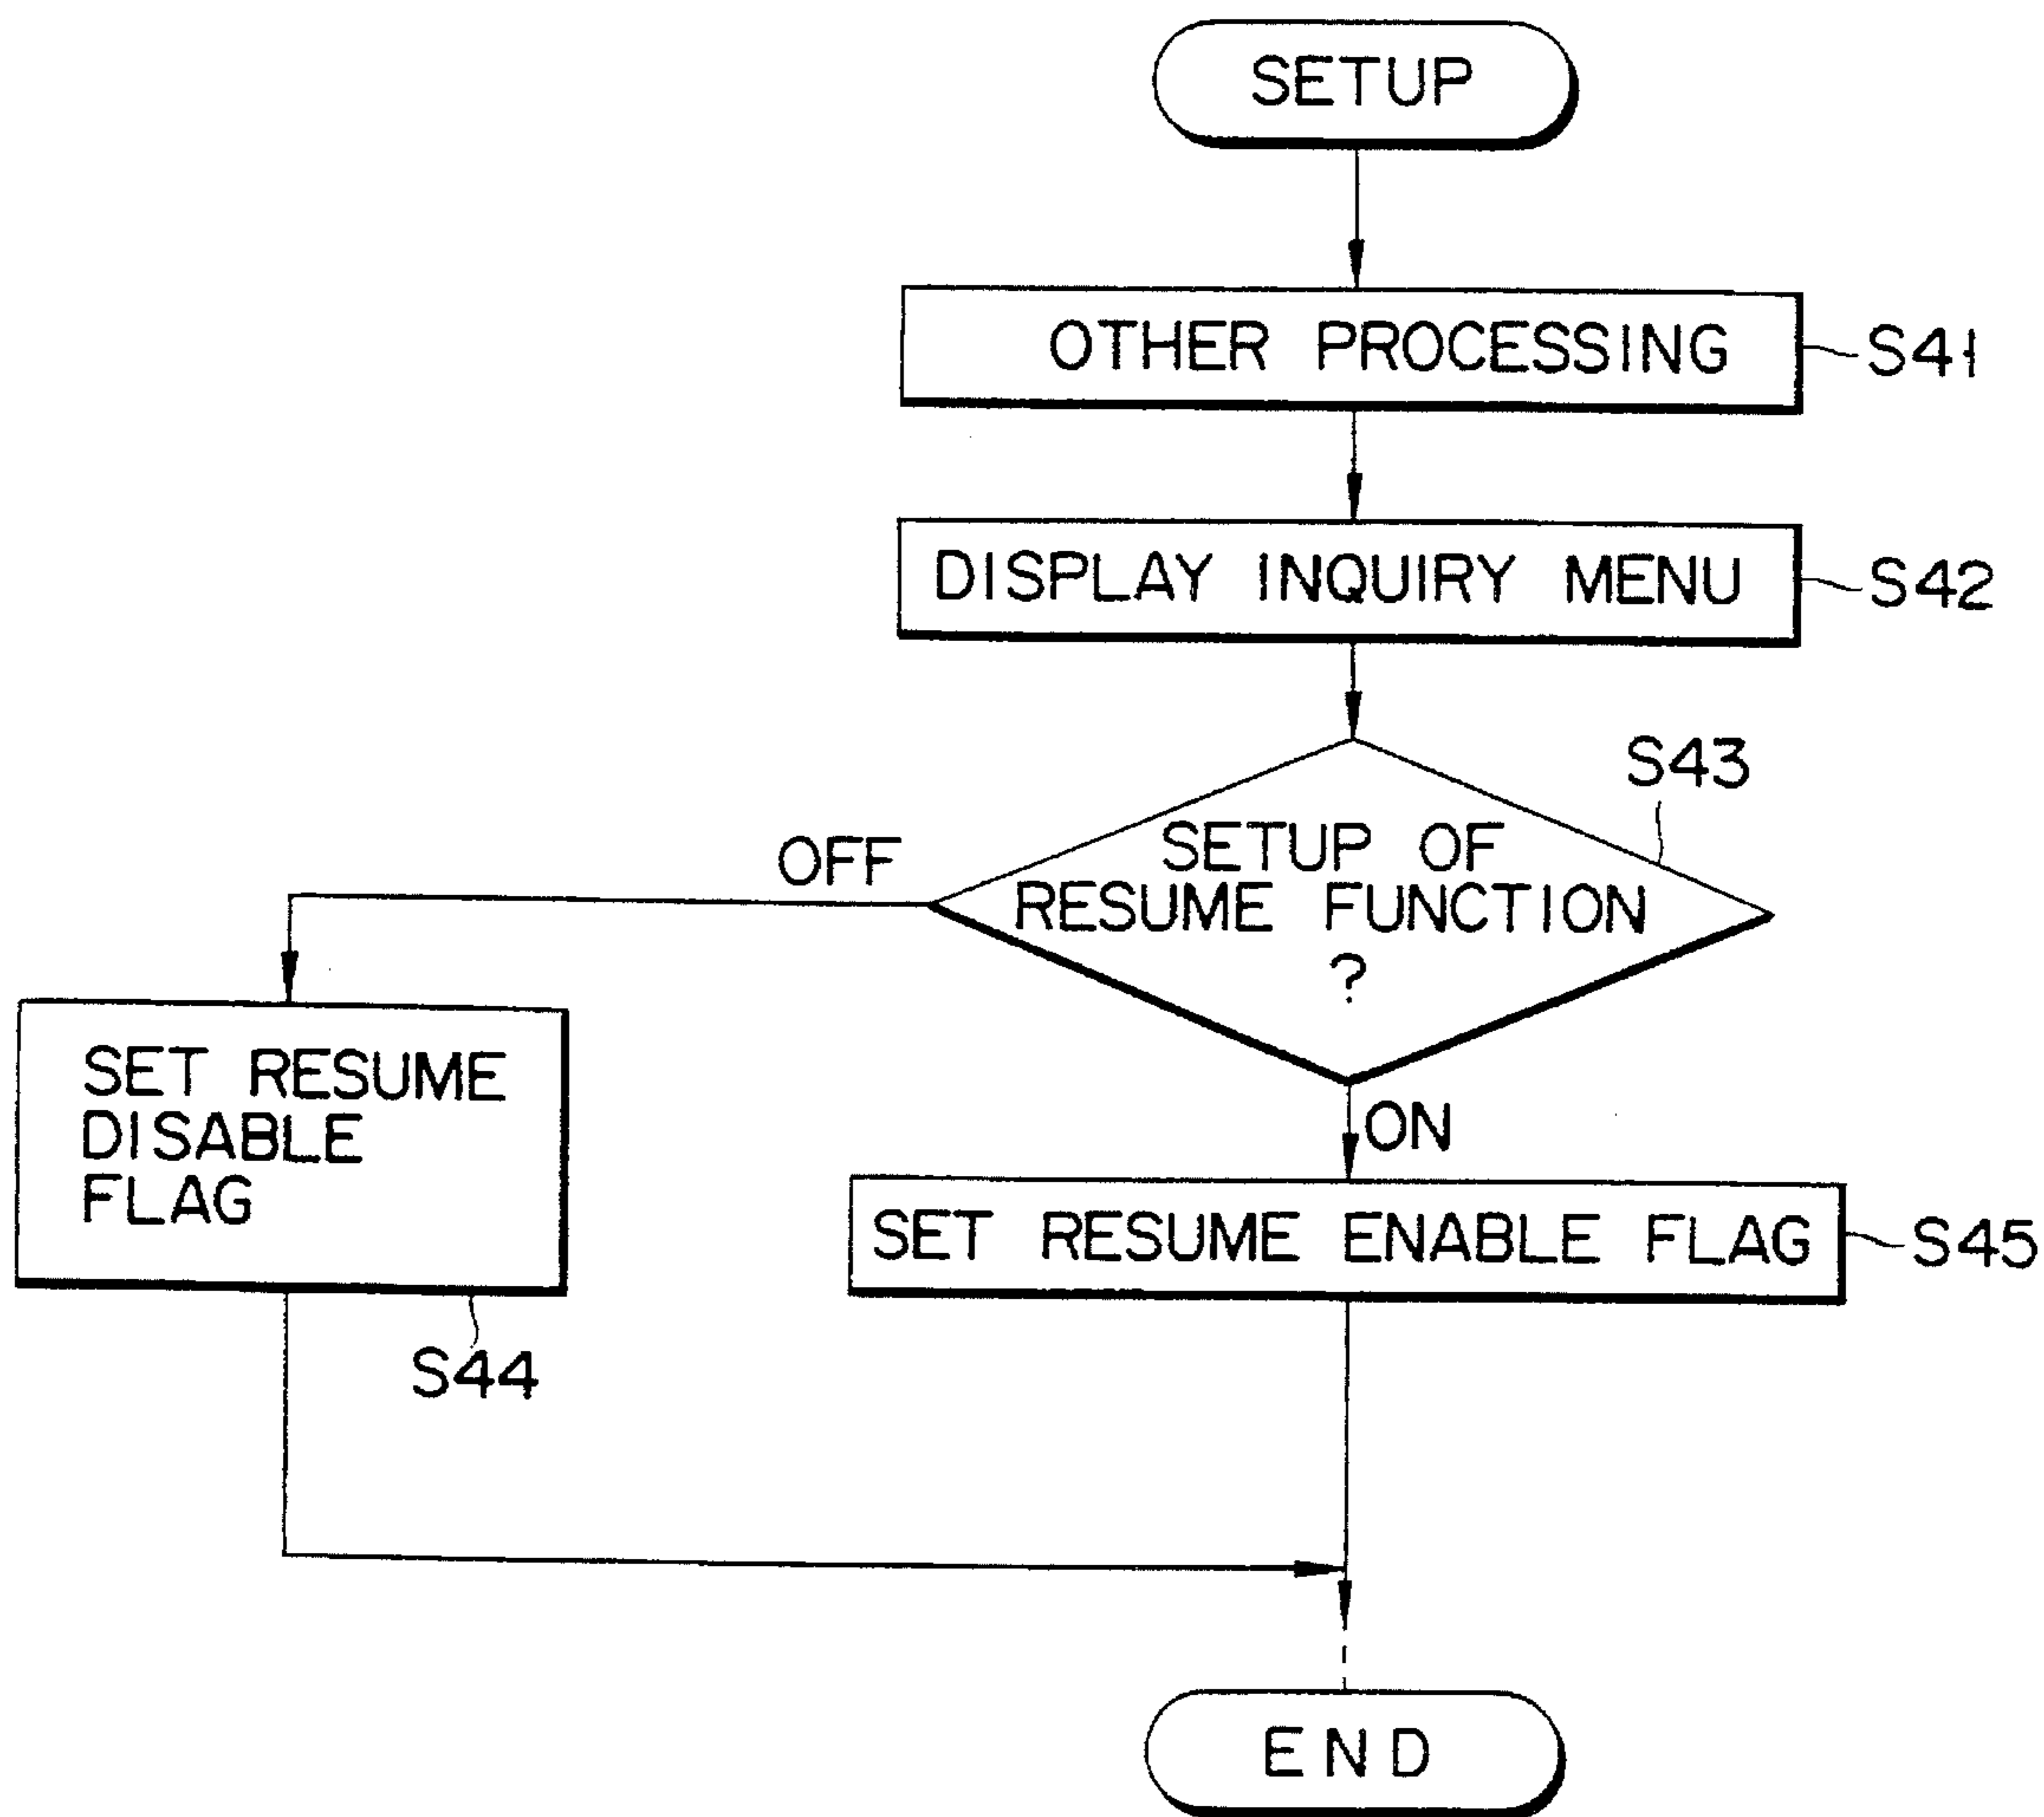 SETUP
OTHER PROCESSING
S41
DISPLAY INQUIRY MENU
S42
S43
SETUP OF
RESUME FUNCTION
?
OFF
ON
SET RESUME
DISABLE
FLAG
S44
SET RESUME ENABLE FLAG
S45
END